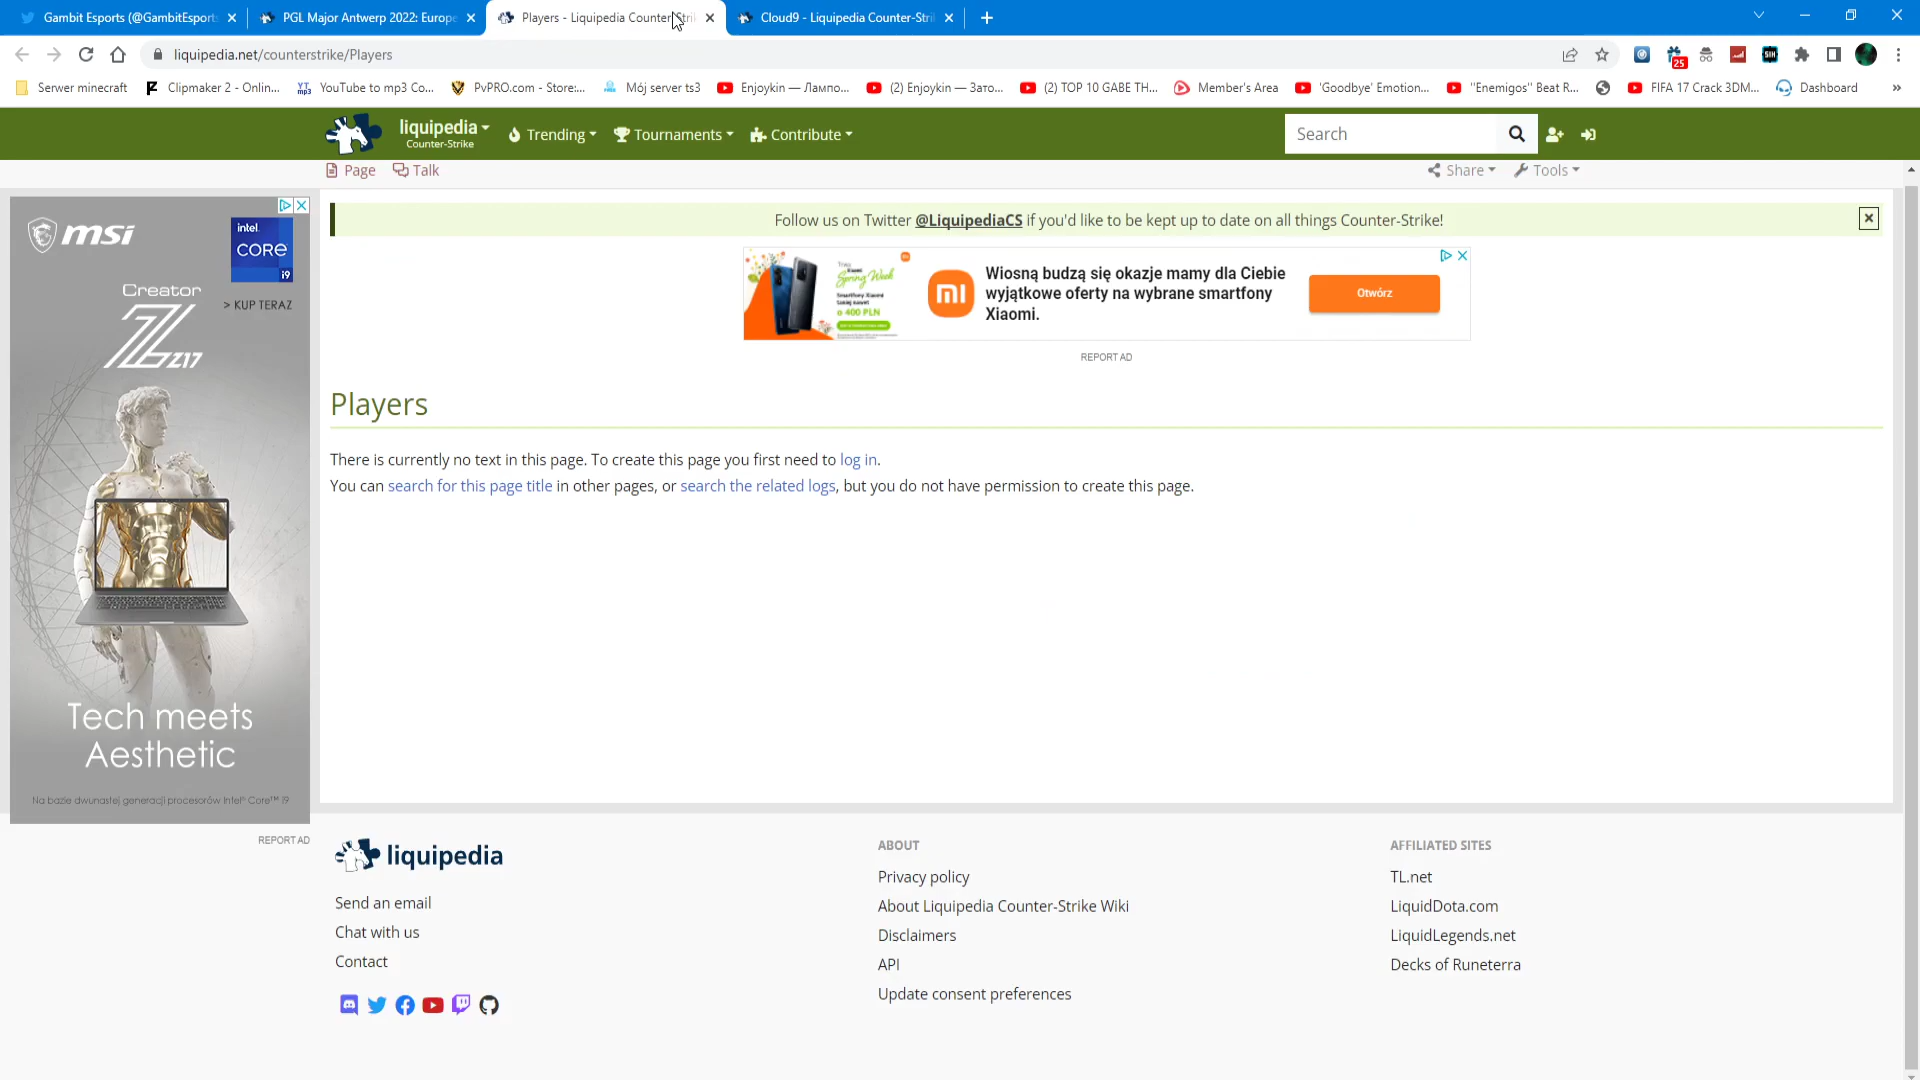 Gambit Esports (@GambitEsports
PGL Major Antwerp 2022: Europe
Players - Liquipedia Counter-Stri
Cloud9 - Liquipedia Counter-Stri
liquipedia.net/counterstrike/Players
25
Serwer minecraft
Clipmaker 2 - Onlin...
YouTube to mp3 Co...
PvPRO.com - Store:...
Mój server ts3
Enjoykin — Лампо...
(2) Enjoykin — Зато...
(2) TOP 10 GABE TH...
Member's Area
'Goodbye' Emotion...
"Enemigos" Beat R...
FIFA 17 Crack 3DM...
Dashboard
»
liquipedia
Counter-Strike
Trending
Tournaments
Contribute
Search
Page
Talk
Share
Tools
msi
intel.
CORE
i9
Creator
Z Z17
> KUP TERAZ
Tech meets
Aesthetic
Na bazie dwunastej generacji procesorów Intel® Core™ i9
REPORT AD
Follow us on Twitter @LiquipediaCS if you'd like to be kept up to date on all things Counter-Strike!
Spring Week
o 400 PLN
Wiosną budzą się okazje mamy dla Ciebie
wyjątkowe oferty na wybrane smartfony
Xiaomi.
Otwórz
REPORT AD
Players
There is currently no text in this page. To create this page you first need to log in.
You can search for this page title in other pages, or search the related logs, but you do not have permission to create this page.
liquipedia
Send an email
Chat with us
Contact
ABOUT
Privacy policy
About Liquipedia Counter-Strike Wiki
Disclaimers
API
Update consent preferences
AFFILIATED SITES
TL.net
LiquidDota.com
LiquidLegends.net
Decks of Runeterra